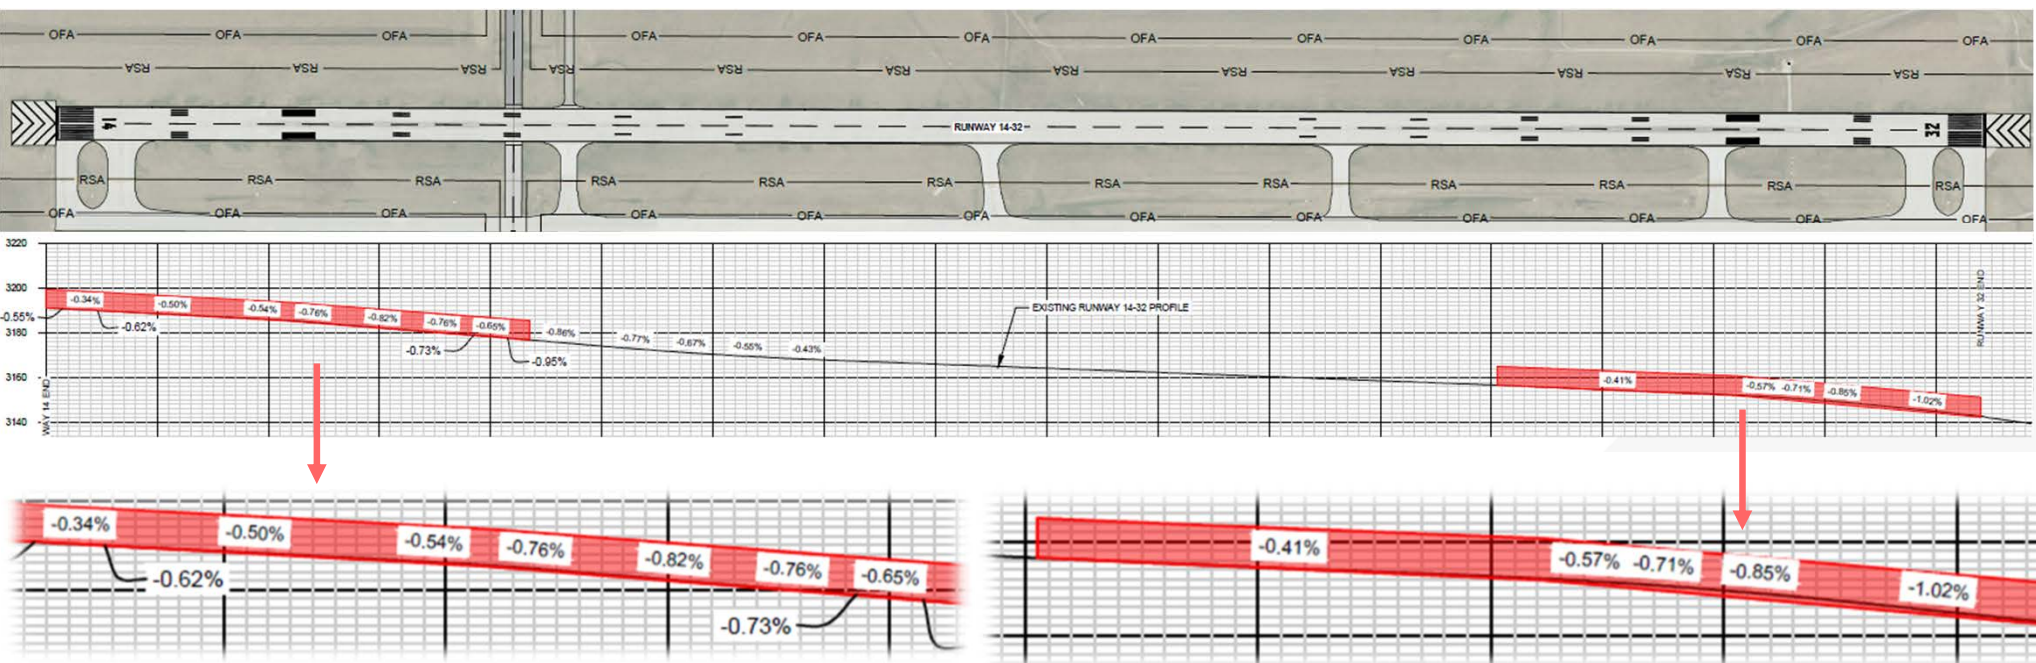 OFA OFA OFA OFA OFA OFA OFA OFA OFA OFA OFA OFA
RSA RSA RSA RSA RSA RSA RSA RSA RSA RSA RSA RSA
14 RUNWAY 14-32 32
RSA RSA RSA RSA RSA RSA RSA RSA RSA RSA RSA RSA
OFA OFA OFA OFA OFA OFA OFA OFA OFA OFA OFA OFA
3220
3200
3180
3160
3140
WAY 14 END
RUNWAY 32 END
-0.34% -0.50% -0.54% -0.76% -0.82% -0.76% -0.65% -0.86% -0.77% -0.67% -0.55% -0.43%
-0.55% -0.62% -0.73% -0.95%
EXISTING RUNWAY 14-32 PROFILE
-0.41% -0.57% -0.71% -0.85% -1.02%
-0.34% -0.50% -0.54% -0.76% -0.82% -0.76% -0.65%
-0.62% -0.73%
-0.41% -0.57% -0.71% -0.85% -1.02%